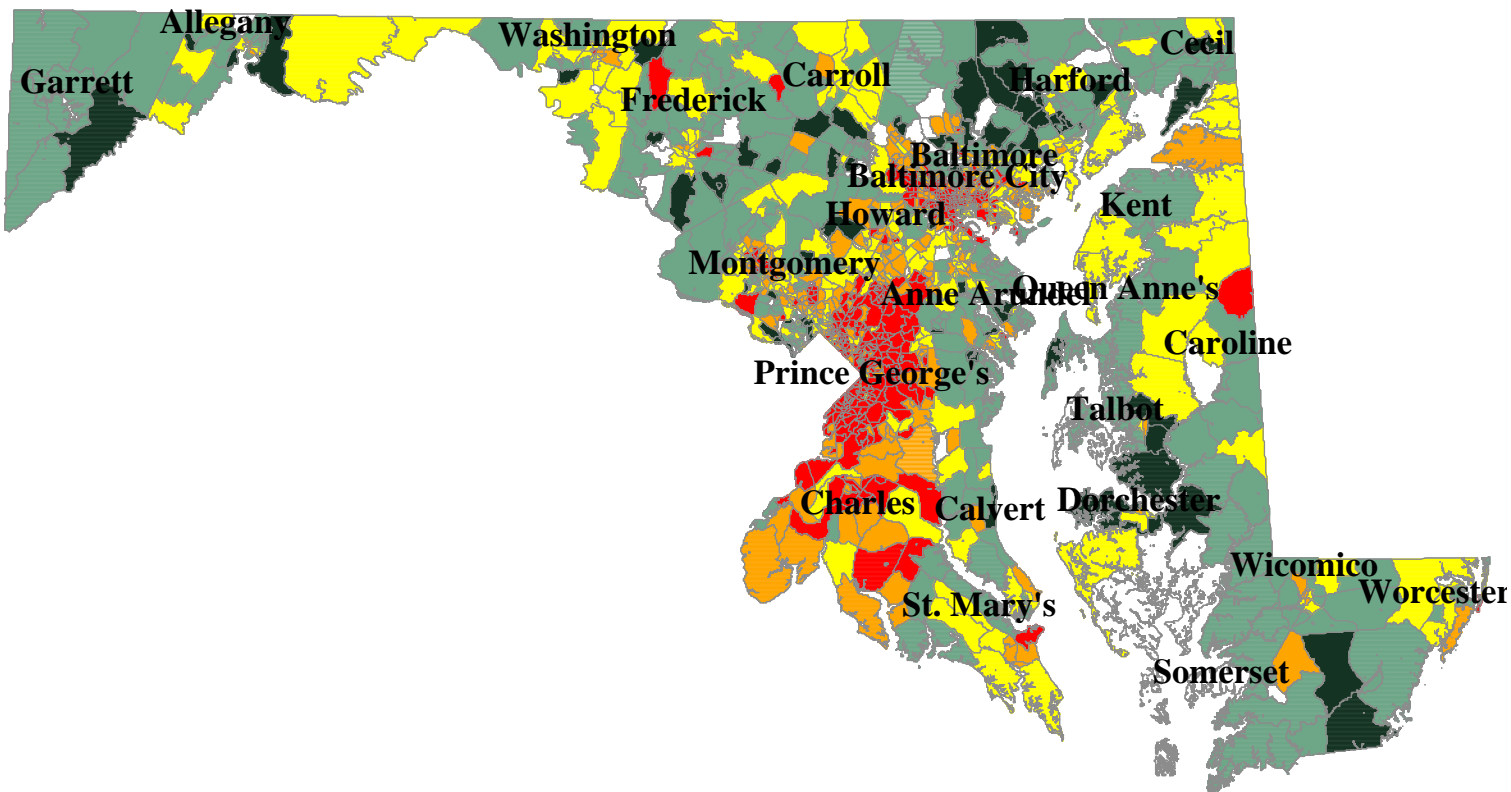 Allegany
Washington
Cecil
Garrett
Carroll
Harford
Frederick
Baltimore
Baltimore City
Kent
Howard
Montgomery
Anne Arundel
Queen Anne's
Caroline
Prince George's
Talbot
Charles
Calvert
Dorchester
Wicomico
Worcester
St. Mary's
Somerset